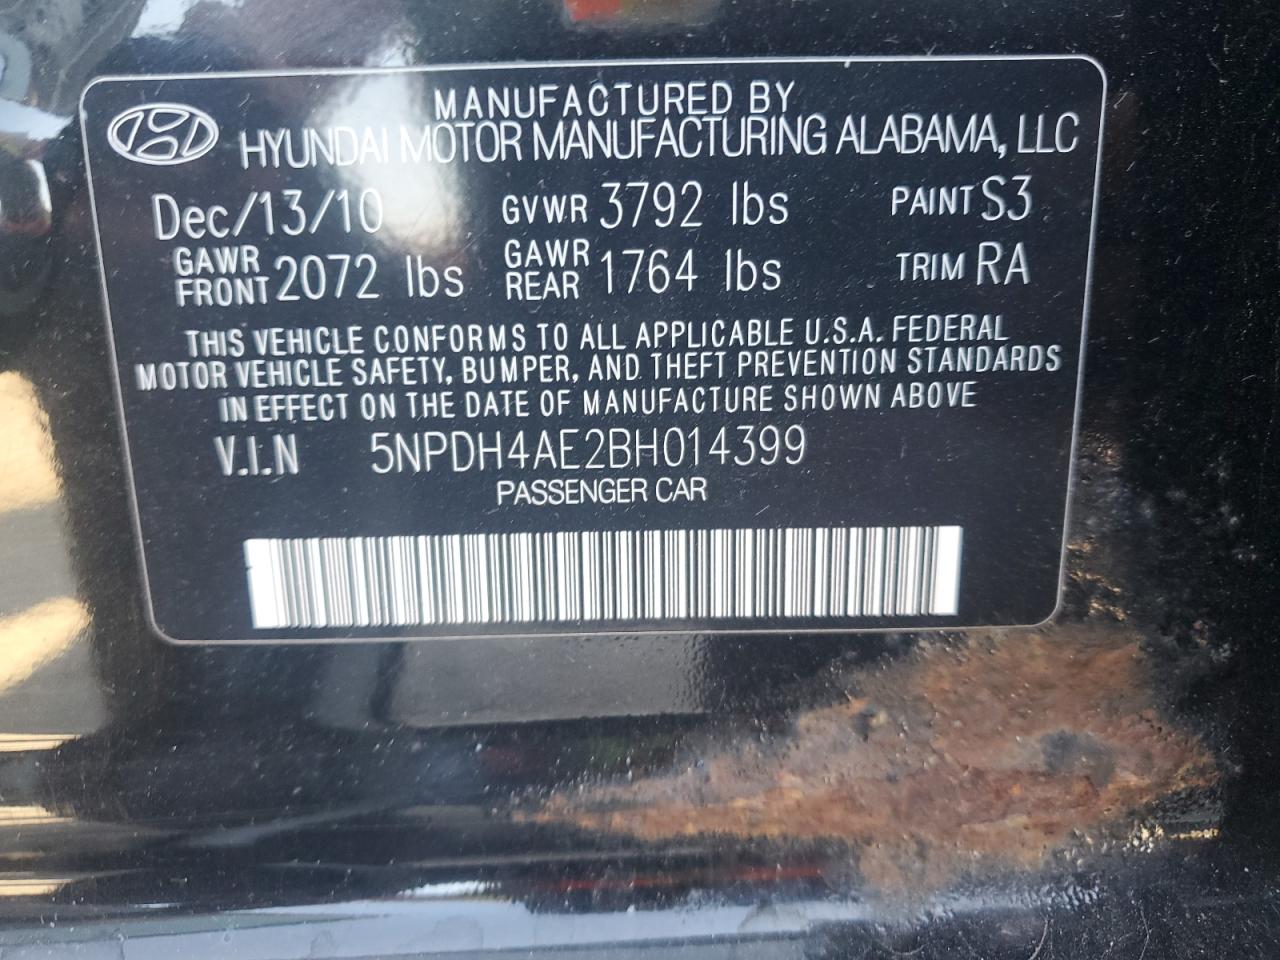 MANUFACTURED BY
HYUNDAI MOTOR MANUFACTURING ALABAMA, LLC
Dec/13/10 GVWR 3792 lbs PAINT S3
GAWR FRONT 2072 lbs GAWR REAR 1764 lbs TRIM RA
THIS VEHICLE CONFORMS TO ALL APPLICABLE U.S.A. FEDERAL
MOTOR VEHICLE SAFETY, BUMPER, AND THEFT PREVENTION STANDARDS
IN EFFECT ON THE DATE OF MANUFACTURE SHOWN ABOVE
V.I.N 5NPDH4AE2BH014399
PASSENGER CAR